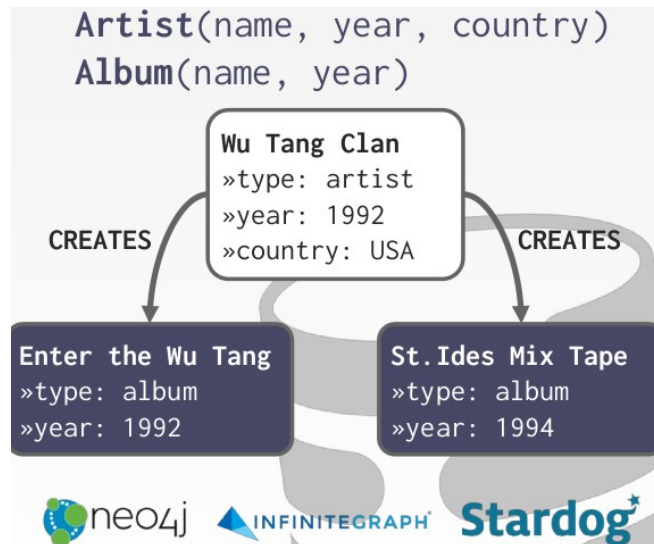 Artist(name, year, country)
Album(name, year)
Wu Tang Clan
»type: artist
»year: 1992
»country: USA
CREATES
CREATES
Enter the Wu Tang
»type: album
»year: 1992
St.Ides Mix Tape
»type: album
»year: 1994
neo4j
INFINITEGRAPH
Stardog